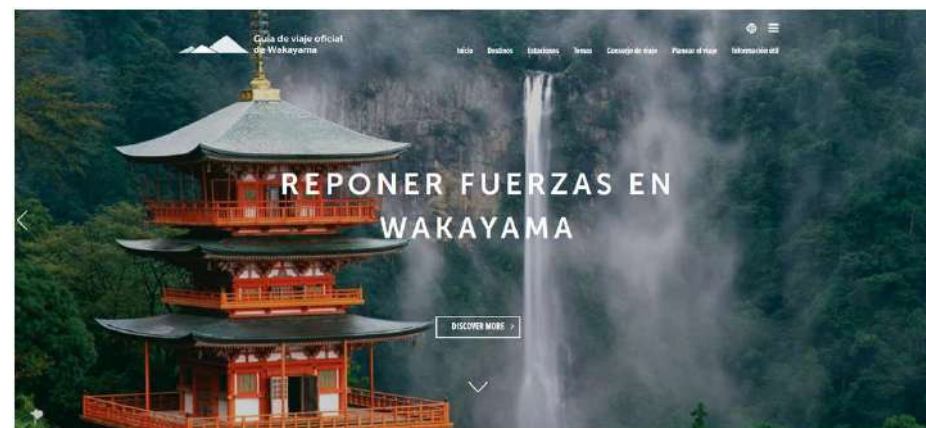 Guía de viaje oficial
de Wakayama
Inicio Destinos Estaciones Temas Consejo de viaje Planear el viaje Información útil
REPONER FUERZAS EN
WAKAYAMA
DISCOVER MORE